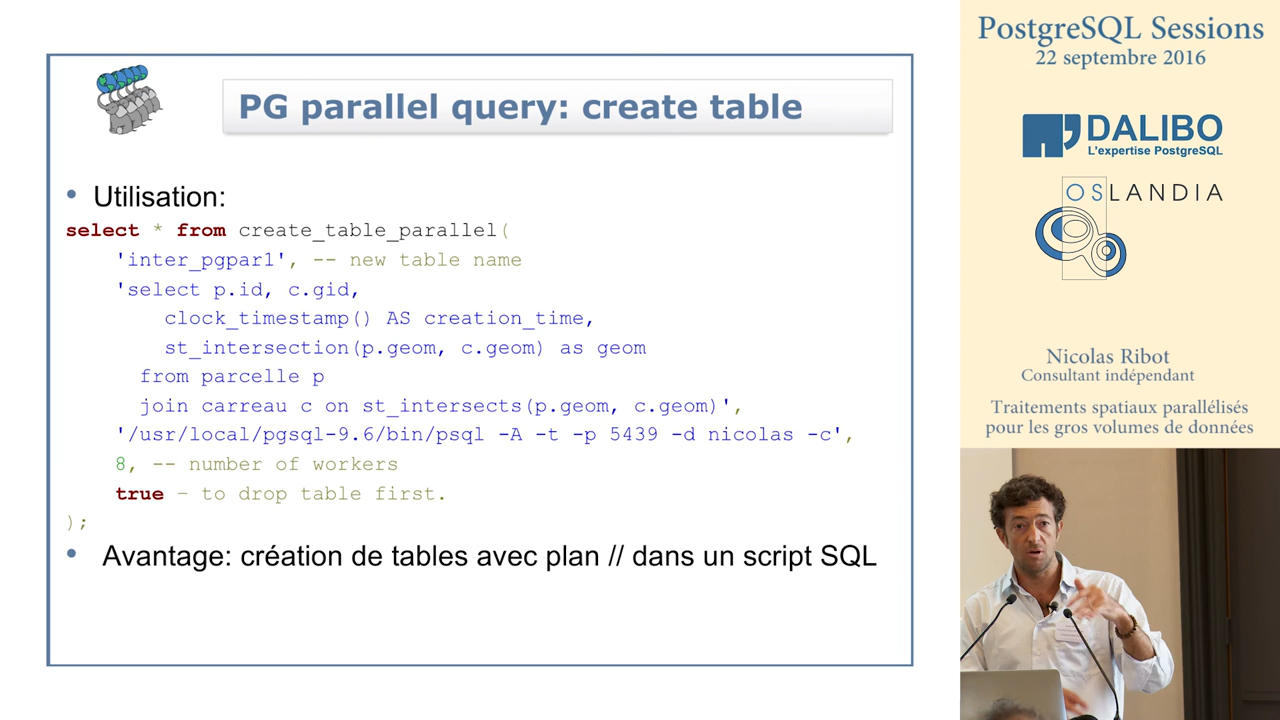 PG parallel query: create table
• Utilisation:
select * from create_table_parallel(
'inter_pgpar1', -- new table name
'select p.id, c.gid,
clock_timestamp() AS creation_time,
st_intersection(p.geom, c.geom) as geom
from parcelle p
join carreau c on st_intersects(p.geom, c.geom)',
'/usr/local/pgsql-9.6/bin/psql -A -t -p 5439 -d nicolas -c',
8, -- number of workers
true – to drop table first.
);
• Avantage: création de tables avec plan // dans un script SQL
PostgreSQL Sessions
22 septembre 2016
DALIBO
L'expertise PostgreSQL
OSLANDIA
Nicolas Ribot
Consultant indépendant
Traitements spatiaux parallélisés
pour les gros volumes de données